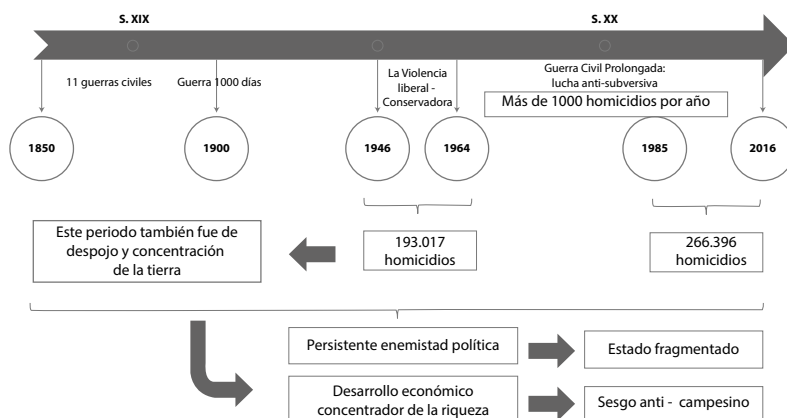 S. XIX
S. XX
11 guerras civiles
Guerra 1000 días
La Violencia
liberal -
Conservadora
Guerra Civil Prolongada:
lucha anti-subversiva
Más de 1000 homicidios por año
1850
1900
1946
1964
1985
2016
Este periodo también fue de
despojo y concentración
de la tierra
193.017
homicidios
266.396
homicidios
Persistente enemistad política
Estado fragmentado
Desarrollo económico
concentrador de la riqueza
Sesgo anti - campesino